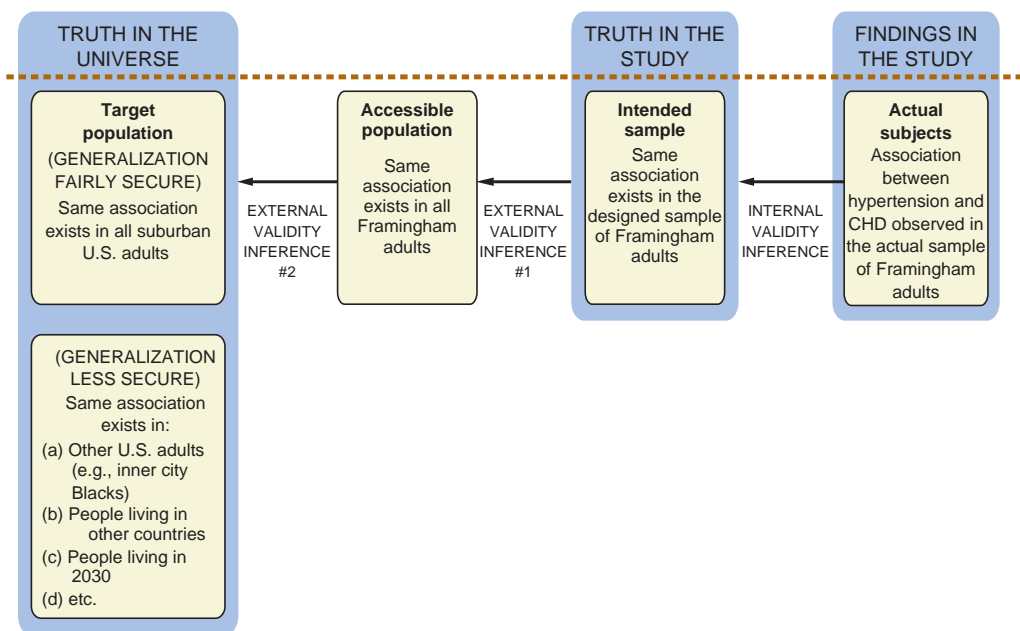 TRUTH IN THE
UNIVERSE
TRUTH IN THE
STUDY
FINDINGS IN
THE STUDY
Target
population
(GENERALIZATION
FAIRLY SECURE)
Same association
exists in all suburban
U.S. adults
EXTERNAL
VALIDITY
INFERENCE
#2
Accessible
population
Same
association
exists in all
Framingham
adults
EXTERNAL
VALIDITY
INFERENCE
#1
Intended
sample
Same
association
exists in the
designed sample
of Framingham
adults
INTERNAL
VALIDITY
INFERENCE
Actual
subjects
Association
between
hypertension and
CHD observed in
the actual sample
of Framingham
adults
(GENERALIZATION
LESS SECURE)
Same association
exists in:
(a) Other U.S. adults
(e.g., inner city
Blacks)
(b) People living in
other countries
(c) People living in
2030
(d) etc.